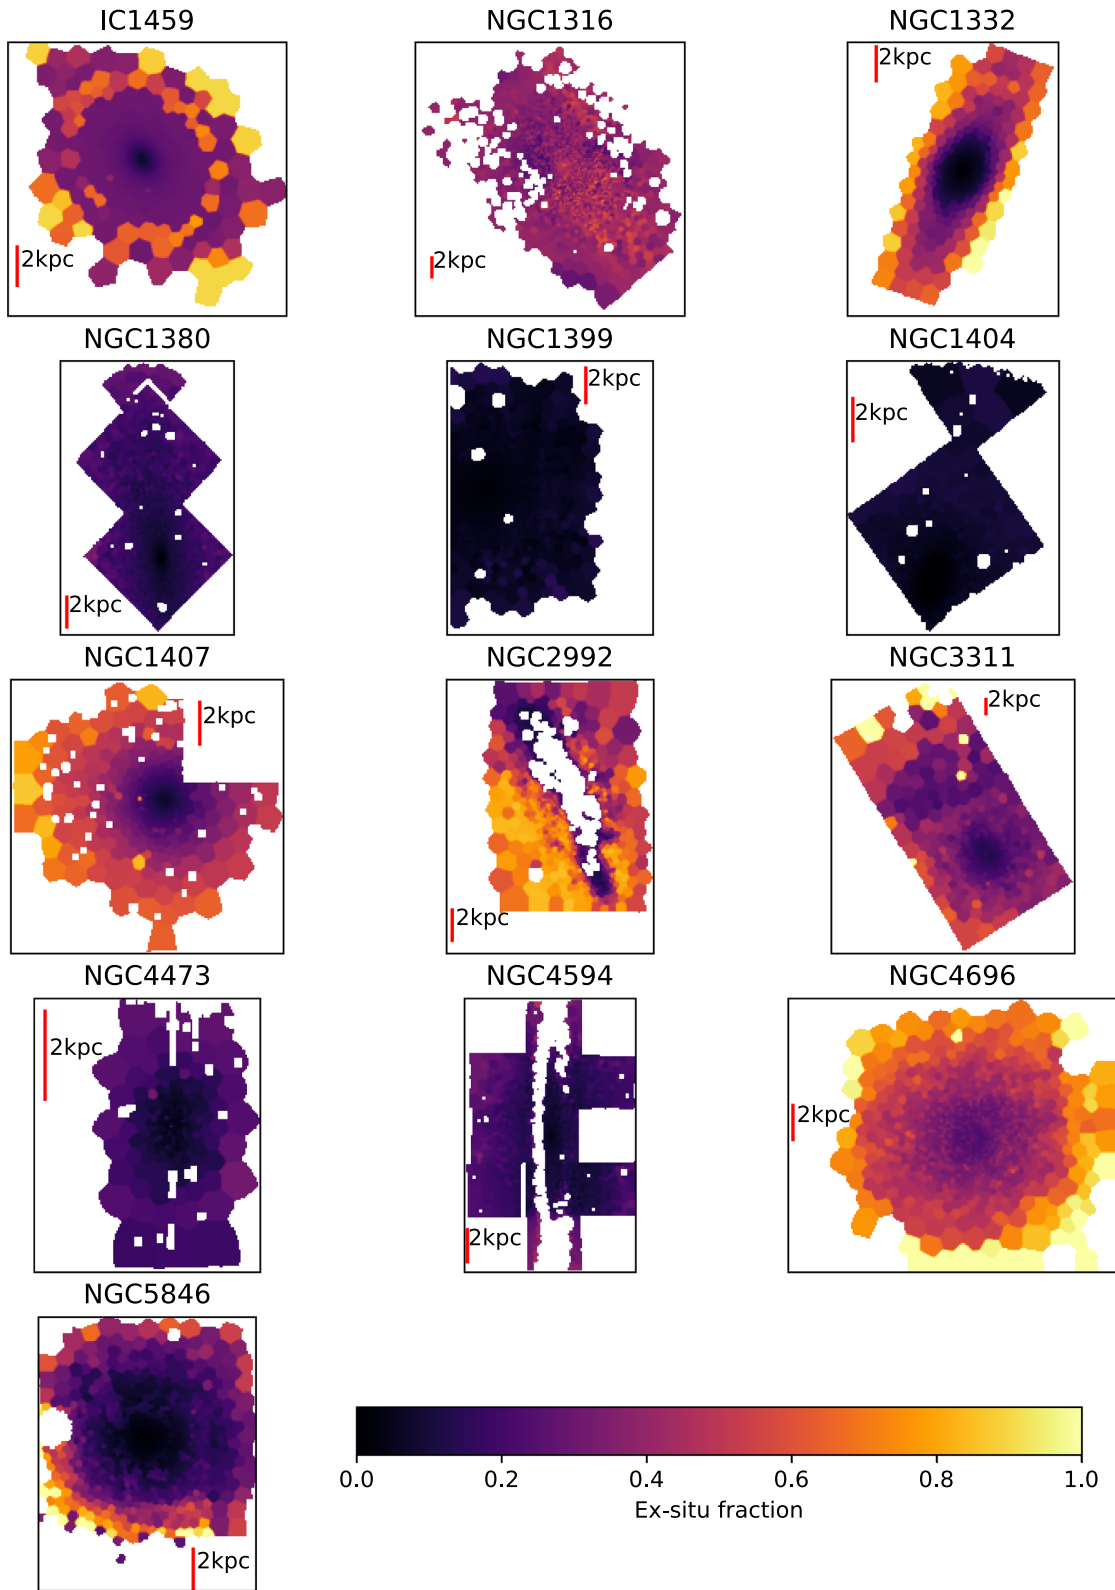 IC1459
NGC1316
NGC1332
2kpc
2kpc
2kpc
NGC1380
NGC1399
NGC1404
2kpc
2kpc
2kpc
NGC1407
NGC2992
NGC3311
2kpc
2kpc
2kpc
NGC4473
NGC4594
NGC4696
2kpc
2kpc
2kpc
NGC5846
2kpc
0.0 0.2 0.4 0.6 0.8 1.0
Ex-situ fraction